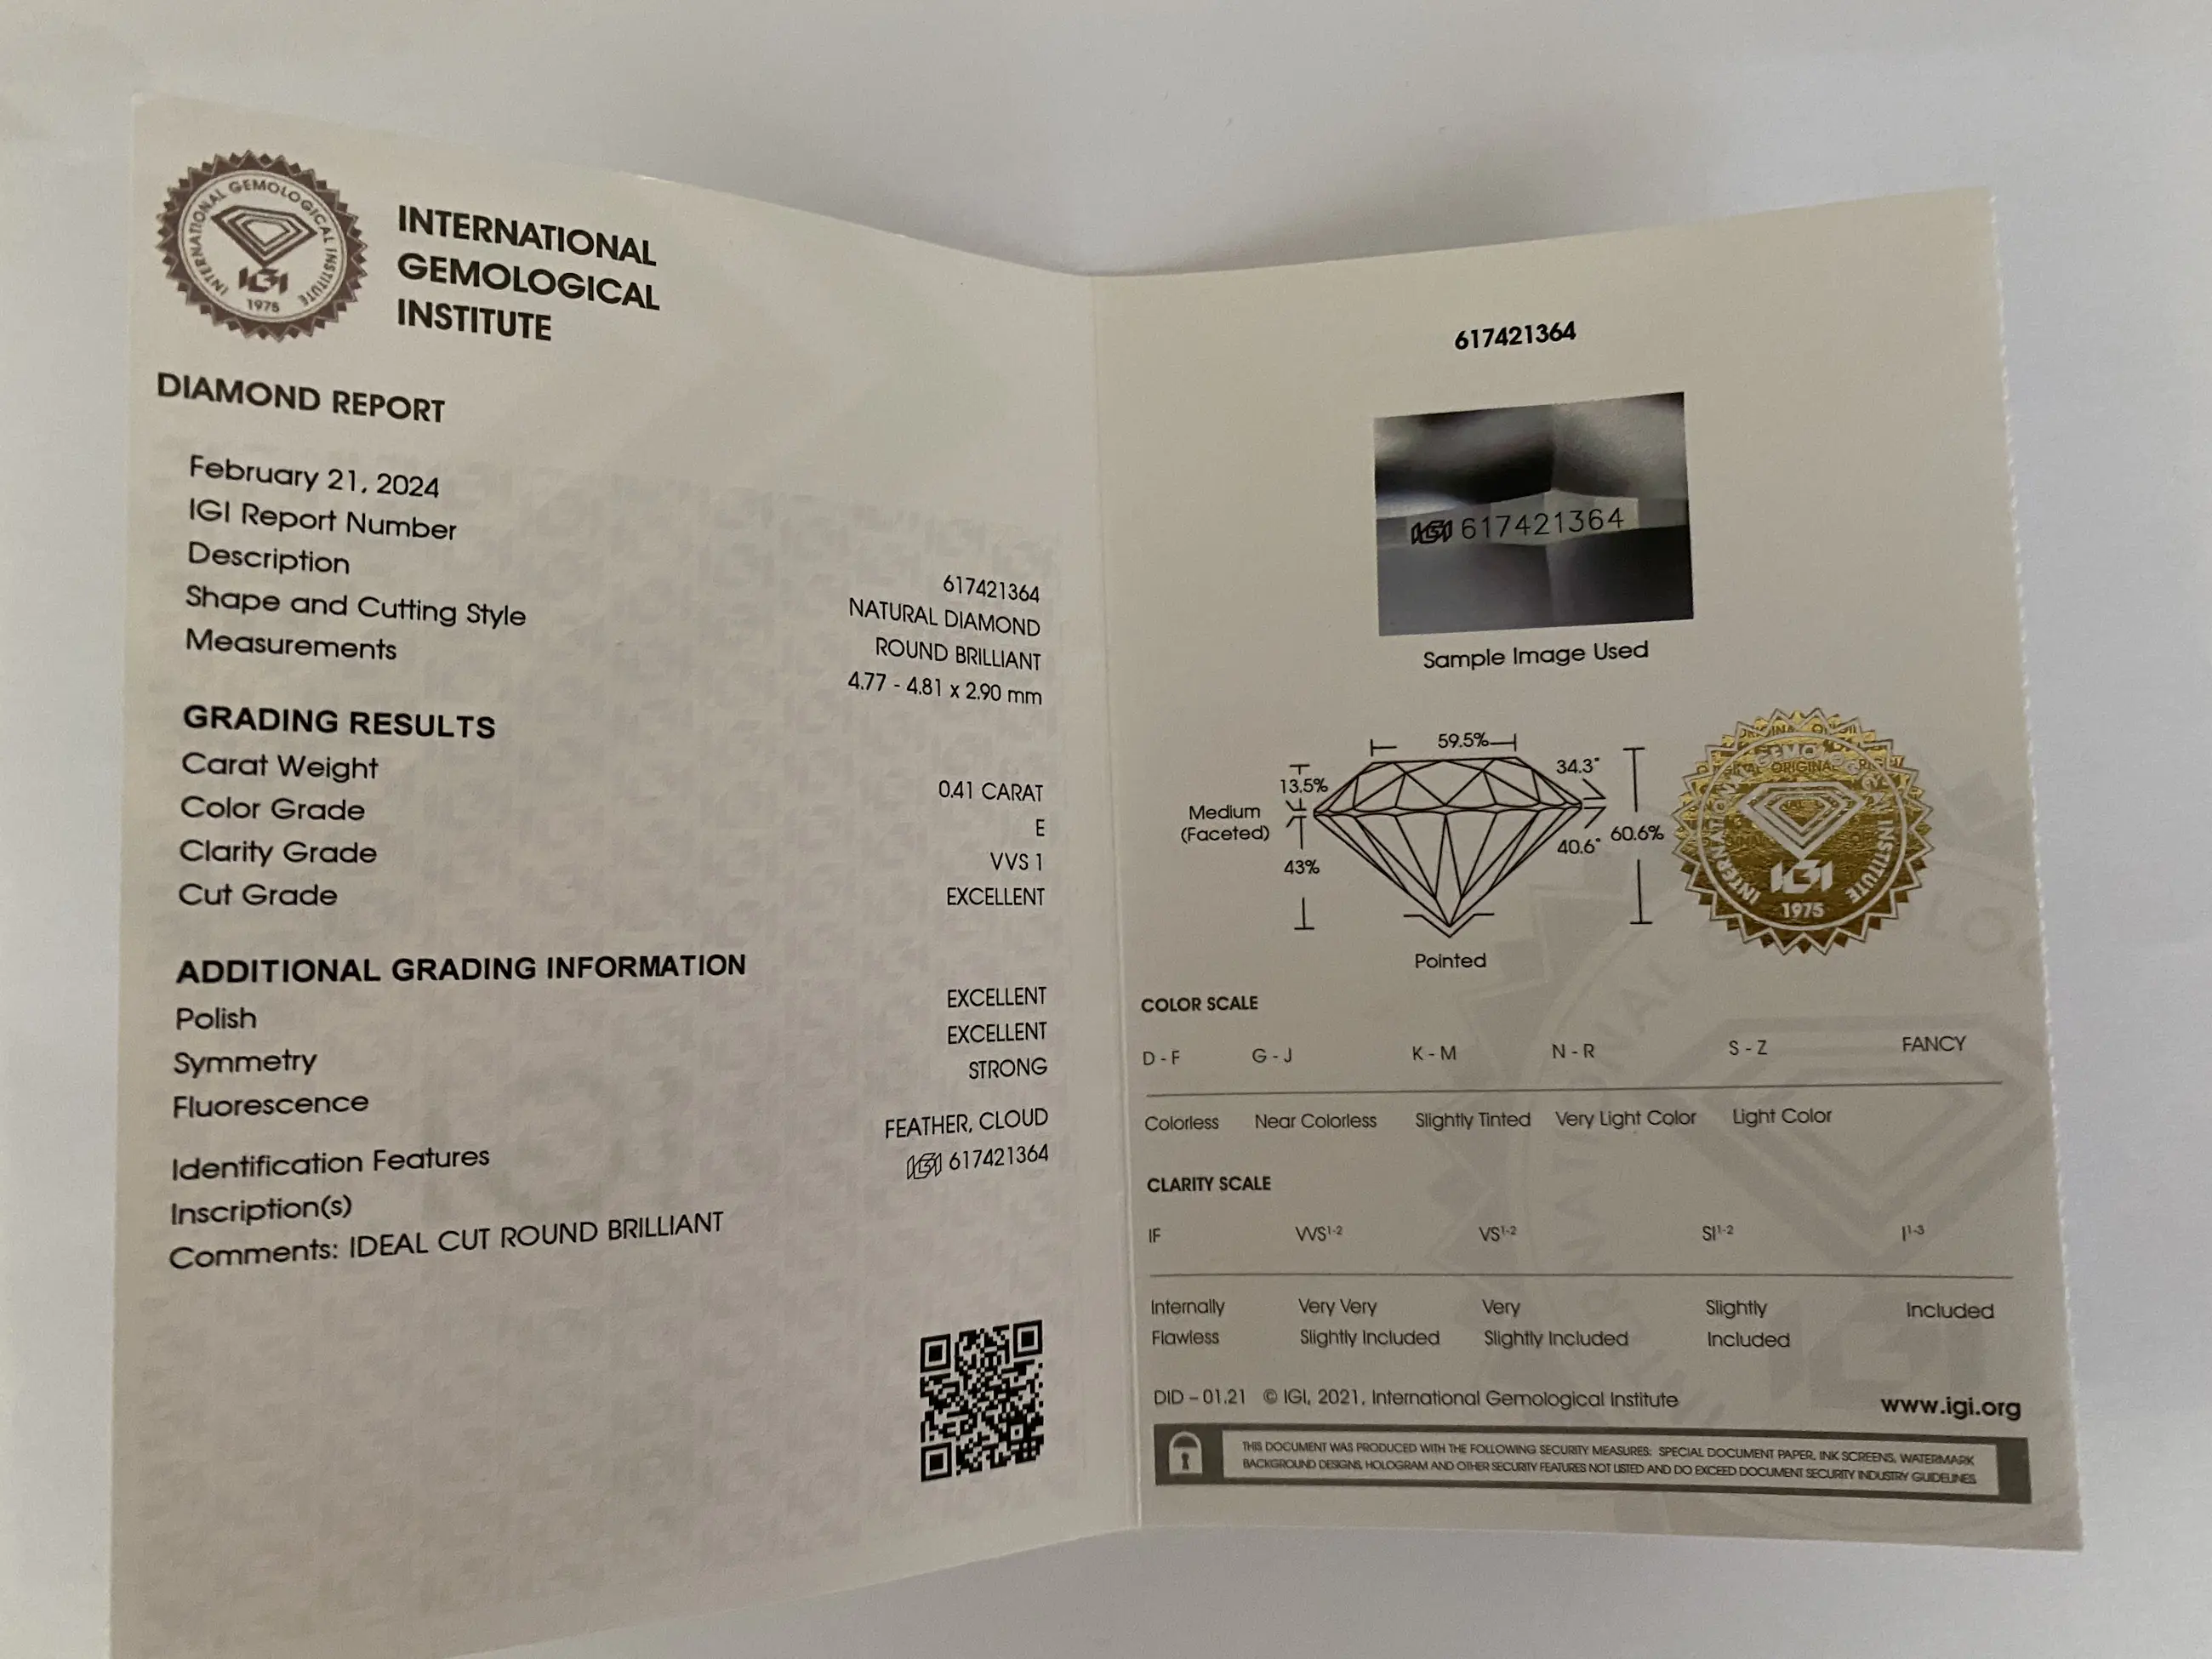 INTERNATIONAL GEMOLOGICAL INSTITUTE
IGI
1975
INTERNATIONAL
GEMOLOGICAL
INSTITUTE
DIAMOND REPORT
February 21, 2024
IGI Report Number 617421364
Description NATURAL DIAMOND
Shape and Cutting Style ROUND BRILLIANT
Measurements 4.77 - 4.81 x 2.90 mm
GRADING RESULTS
Carat Weight 0.41 CARAT
Color Grade E
Clarity Grade VVS 1
Cut Grade EXCELLENT
ADDITIONAL GRADING INFORMATION
Polish EXCELLENT
Symmetry EXCELLENT
Fluorescence STRONG
Identification Features FEATHER, CLOUD
Inscription(s) IGI 617421364
Comments: IDEAL CUT ROUND BRILLIANT
617421364
IGI 617421364
Sample Image Used
59.5%
34.3°
13.5%
Medium
(Faceted)
60.6%
40.6°
43%
Pointed
IGI
1975
COLOR SCALE
D - F G - J K - M N - R S - Z FANCY
Colorless Near Colorless Slightly Tinted Very Light Color Light Color
CLARITY SCALE
IF VVS1-2 VS1-2 SI1-2 I1-3
Internally Very Very Very Slightly Included
Flawless Slightly Included Slightly Included Included
DID – 01.21 © IGI, 2021, International Gemological Institute
www.igi.org
THIS DOCUMENT WAS PRODUCED WITH THE FOLLOWING SECURITY MEASURES: SPECIAL DOCUMENT PAPER, INK SCREENS, WATERMARK
BACKGROUND DESIGNS, HOLOGRAM AND OTHER SECURITY FEATURES NOT LISTED AND DO EXCEED DOCUMENT SECURITY INDUSTRY GUIDELINES.